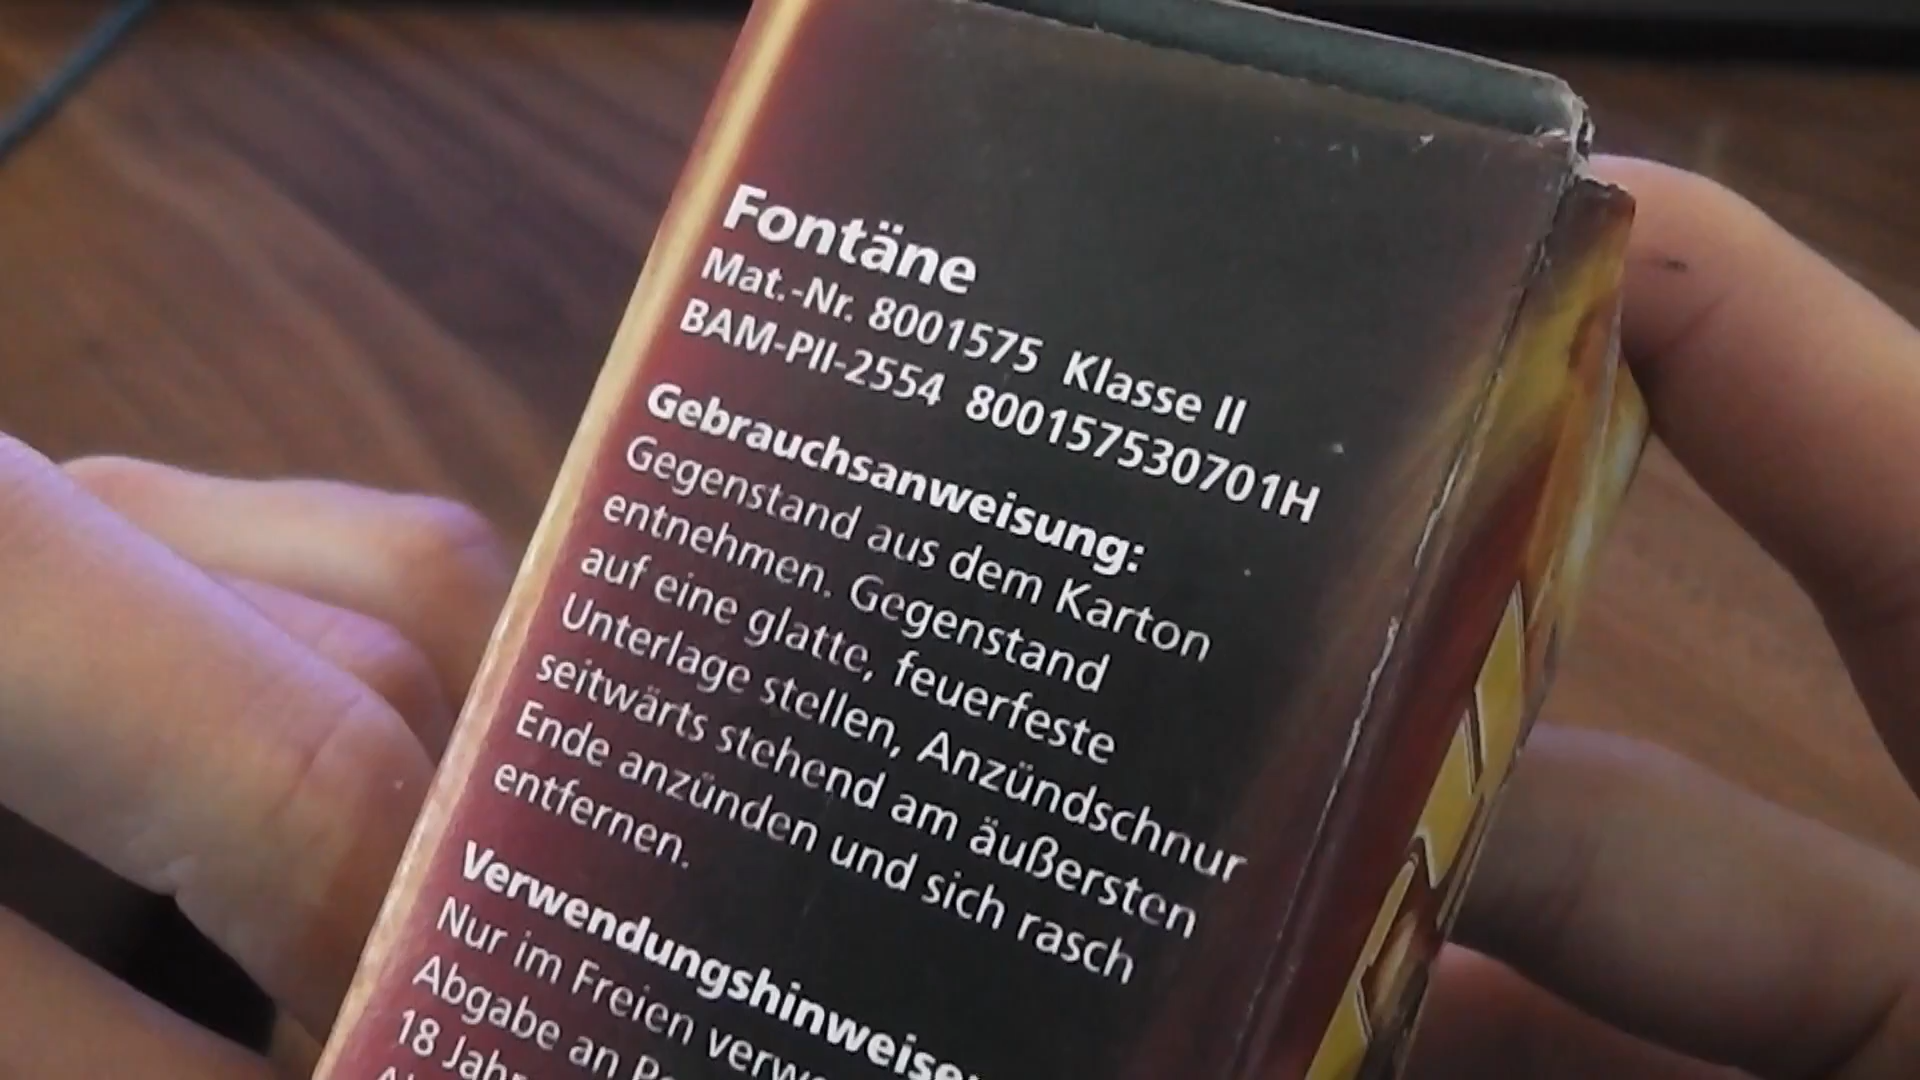 Fontäne
Mat.-Nr. 8001575 Klasse II
BAM-PII-2554 800157530701H
Gebrauchsanweisung:
Gegenstand aus dem Karton
entnehmen. Gegenstand
auf eine glatte, feuerfeste
Unterlage stellen, Anzündschnur
seitwärts stehend am äußersten
Ende anzünden und sich rasch
entfernen.
Verwendungshinweise:
Nur im Freien verw
Abgabe an
18 Jahr